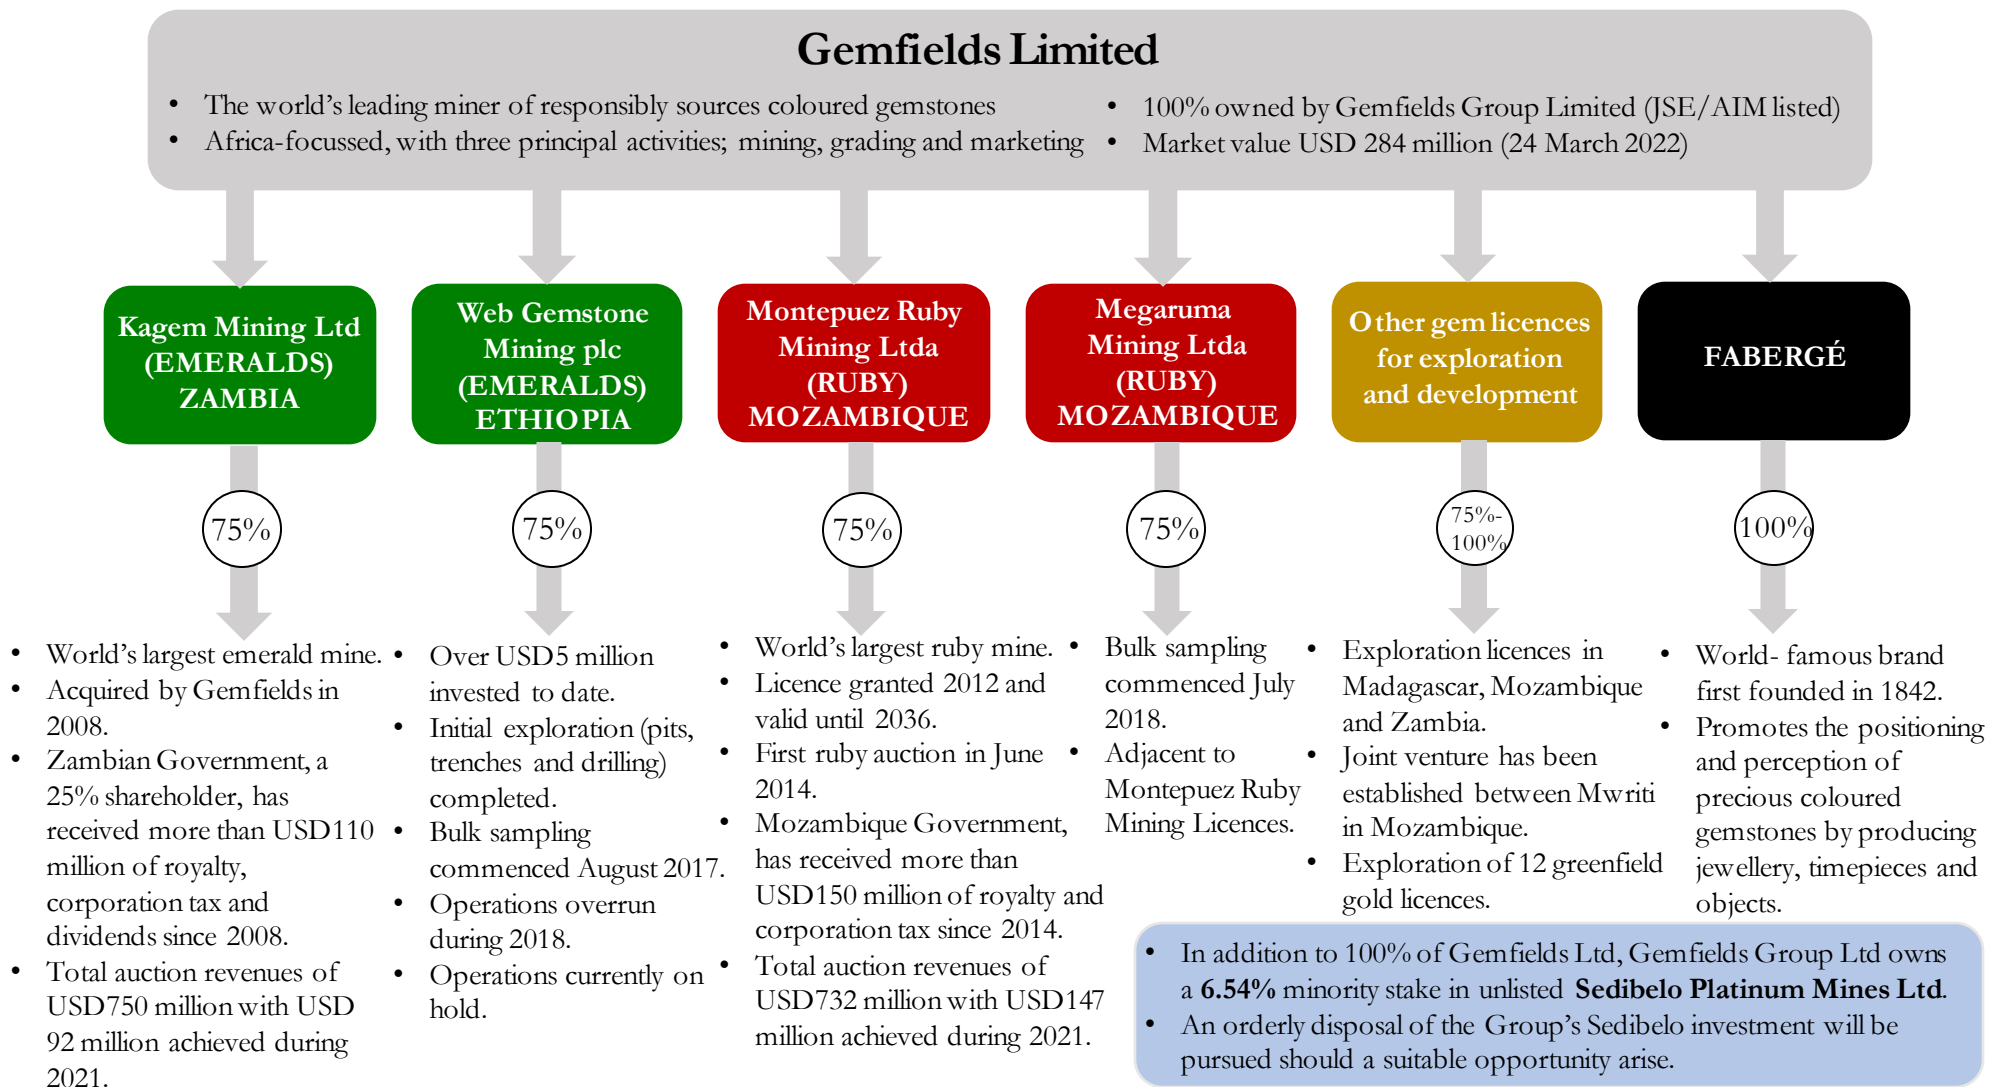 Gemfields Limited
• The world's leading miner of responsibly sources coloured gemstones
• Africa-focussed, with three principal activities; mining, grading and marketing
• 100% owned by Gemfields Group Limited (JSE/AIM listed)
• Market value USD 284 million (24 March 2022)
Kagem Mining Ltd
(EMERALDS)
ZAMBIA
Web Gemstone
Mining plc
(EMERALDS)
ETHIOPIA
Montepuez Ruby
Mining Ltda
(RUBY)
MOZAMBIQUE
Megaruma
Mining Ltda
(RUBY)
MOZAMBIQUE
Other gem licences
for exploration
and development
FABERGÉ
75%
75%
75%
75%
75%-
100%
100%
• World's largest emerald mine.
• Acquired by Gemfields in
2008.
• Zambian Government, a
25% shareholder, has
received more than USD110
million of royalty,
corporation tax and
dividends since 2008.
• Total auction revenues of
USD750 million with USD
92 million achieved during
2021.
• Over USD5 million
invested to date.
• Initial exploration (pits,
trenches and drilling)
completed.
• Bulk sampling
commenced August 2017.
• Operations overrun
during 2018.
• Operations currently on
hold.
• World's largest ruby mine.
• Licence granted 2012 and
valid until 2036.
• First ruby auction in June
2014.
• Mozambique Government,
has received more than
USD150 million of royalty and
corporation tax since 2014.
• Total auction revenues of
USD732 million with USD147
million achieved during 2021.
• Bulk sampling
commenced July
2018.
• Adjacent to
Montepuez Ruby
Mining Licences.
• Exploration licences in
Madagascar, Mozambique
and Zambia.
• Joint venture has been
established between Mwriti
in Mozambique.
• Exploration of 12 greenfield
gold licences.
• World- famous brand
first founded in 1842.
• Promotes the positioning
and perception of
precious coloured
gemstones by producing
jewellery, timepieces and
objects.
• In addition to 100% of Gemfields Ltd, Gemfields Group Ltd owns
a 6.54% minority stake in unlisted Sedibelo Platinum Mines Ltd.
• An orderly disposal of the Group's Sedibelo investment will be
pursued should a suitable opportunity arise.